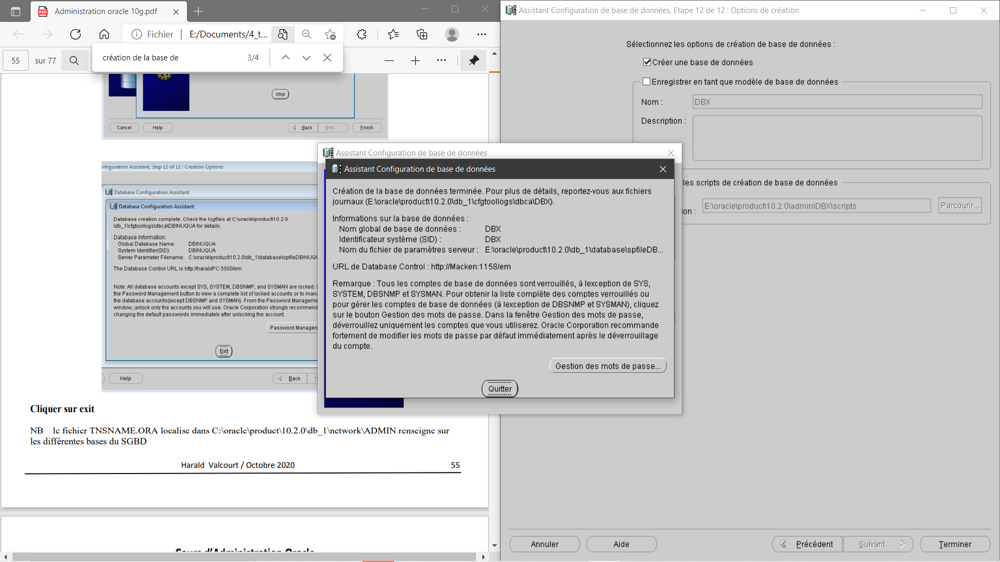 Administration oracle 10g.pdf
Fichier
E:/Documents/4_t...
création de la base de
3/4
55
sur 77
Stop
Cancel
Help
Back
Next
Finish
nfiguration Assistant, Step 12 of 12 : Creation Options
Database Configuration Assistant
Database Configuration Assistant
Database creation complete. Check the logfiles at C:\oracle\product\10.2.0
\db_1\cfgtoollogs\dbca\DBINUQUA for details.
Database Information:
Global Database Name: DBINUQUA
System Identifier(SID): DBINUQUA
Server Parameter Filename: C:\oracle\product\10.2.0\db_1\database\spfileDBINUQU
The Database Control URL is http://haraldPC:5500/em
Note: All database accounts except SYS, SYSTEM, DBSNMP, and SYSMAN are locked. S
the Password Management button to view a complete list of locked accounts or to mana
the database accounts(except DBSNMP and SYSMAN). From the Password Manageme
window, unlock only the accounts you will use. Oracle Corporation strongly recommend
changing the default passwords immediately after unlocking the account.
Password Managen
Exit
Help
Back
Cliquer sur exit
NB le fichier TNSNAME.ORA localise dans C:\oracle\product\10.2.0\db_1\network\ADMIN renseigne sur
les différentes bases du SGBD
Harald Valcourt / Octobre 2020
55
Cours d’Administration Oracle
Assistant Configuration de base de données, Etape 12 de 12 : Options de création
Sélectionnez les options de création de base de données :
Créer une base de données
Enregistrer en tant que modèle de base de données
Nom :
DBX
Description :
les scripts de création de base de données
ion :
E:\oracle\product\10.2.0\admin\DBX\scripts
Parcourir...
Assistant Configuration de base de données
Assistant Configuration de base de données
Création de la base de données terminée. Pour plus de détails, reportez-vous aux fichiers
journaux (E:\oracle\product\10.2.0\db_1\cfgtoollogs\dbca\DBX).
Informations sur la base de données :
Nom global de base de données : DBX
Identificateur système (SID) : DBX
Nom du fichier de paramètres serveur : E:\oracle\product\10.2.0\db_1\database\spfileDB...
URL de Database Control : http://Macken:1158/em
Remarque : Tous les comptes de base de données sont verrouillés, à lexception de SYS,
SYSTEM, DBSNMP et SYSMAN. Pour obtenir la liste complète des comptes verrouillés ou
pour gérer les comptes de base de données (à lexception de DBSNMP et SYSMAN), cliquez
sur le bouton Gestion des mots de passe. Dans la fenêtre Gestion des mots de passe,
déverrouillez uniquement les comptes que vous utiliserez. Oracle Corporation recommande
fortement de modifier les mots de passe par défaut immédiatement après le déverrouillage
du compte.
Gestion des mots de passe...
Quitter
Annuler
Aide
Précédent
Suivant
Terminer